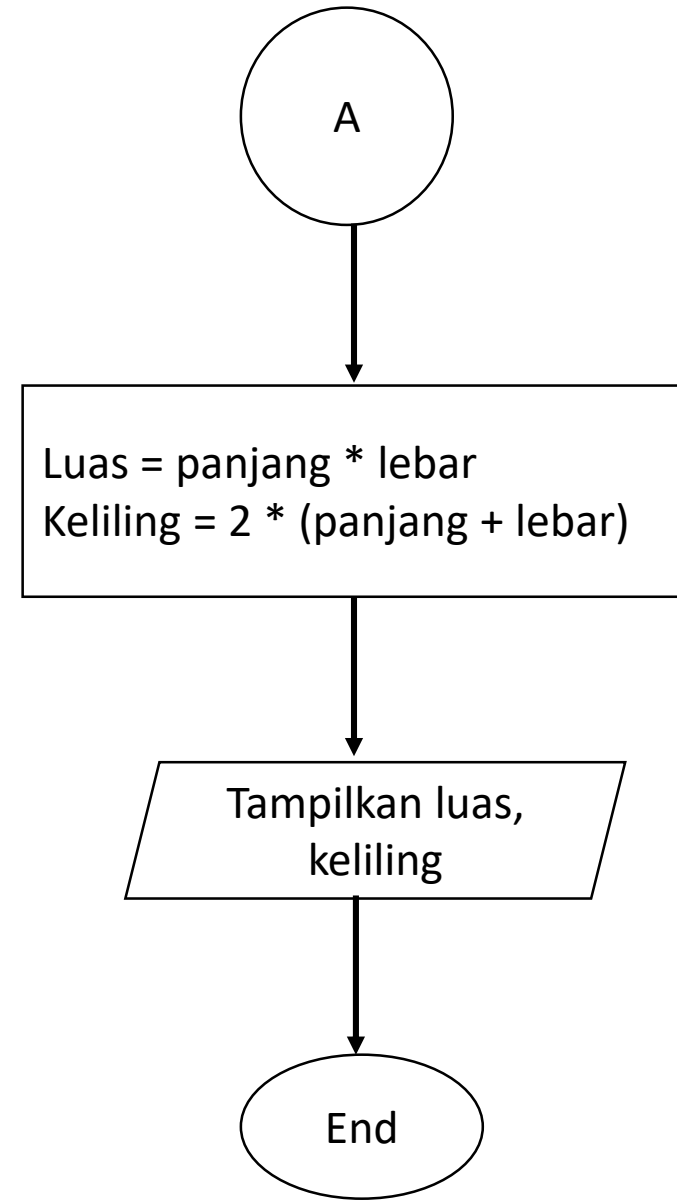 A
Luas = panjang * lebar
Keliling = 2 * (panjang + lebar)
Tampilkan luas,
keliling
End